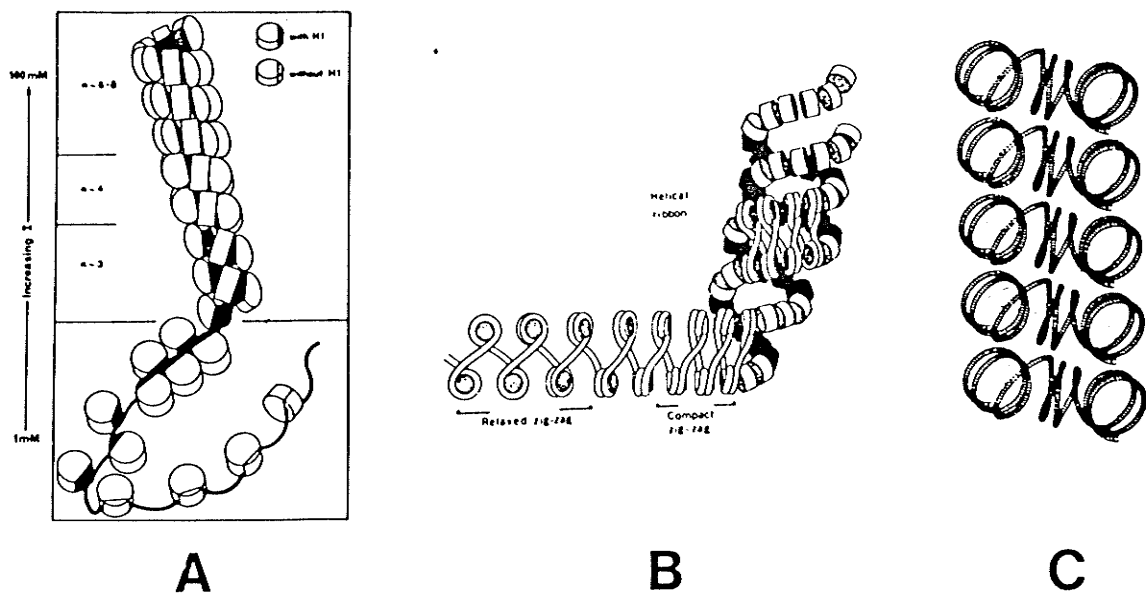 with H1
without H1
100 mM
n~6-8
n~4
n~3
Increasing I
1mM
Helical
ribbon
Relaxed zig-zag
Compact
zig-zag
A
B
C